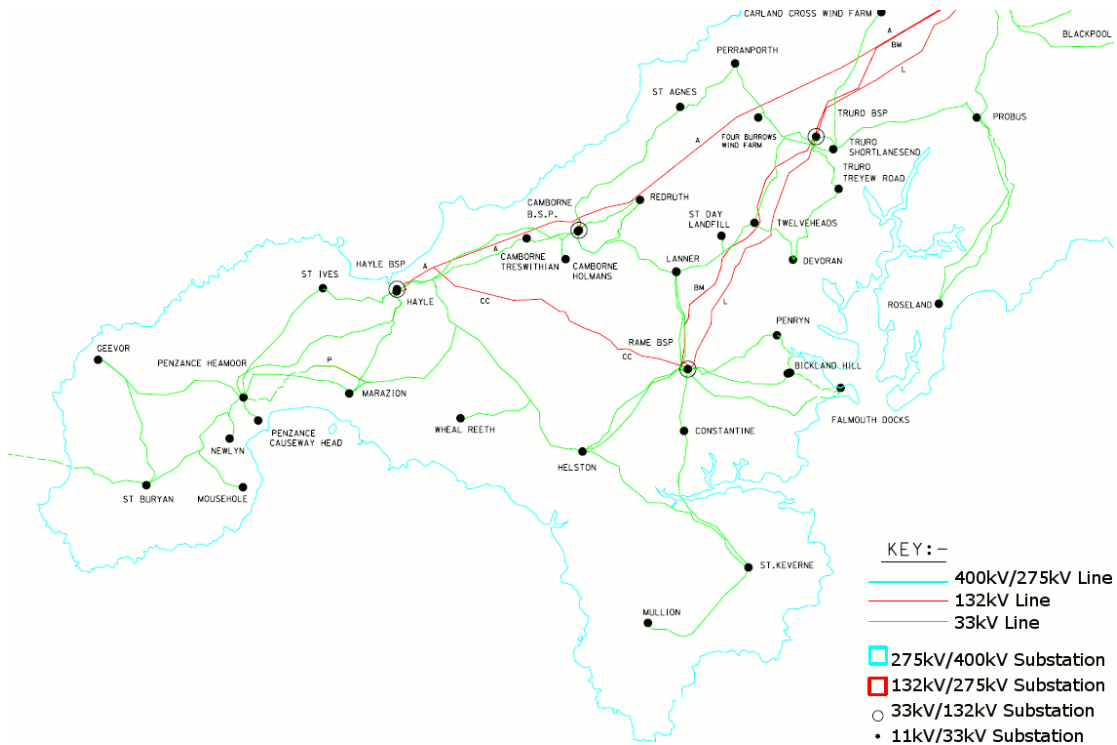 CARLAND CROSS WIND FARM
A
BM
BLACKPOOL
PERRANPORTH
L
ST AGNES
TRURO BSP
PROBUS
FOUR BURROWS
WIND FARM
A
TRURO
SHORTLANESEND
TRURO
TREYEW ROAD
REDRUTH
CAMBORNE
B.S.P.
ST DAY
LANDFILL
TWELVEHEADS
A
CAMBORNE
TRESWITHIAN
CAMBORNE
HOLMANS
LANNER
DEVORAN
HAYLE BSP
A
ST IVES
HAYLE
CC
BM
L
ROSELAND
PENRYN
RAME BSP
CC
GEEVOR
PENZANCE HEAMOOR
P
BICKLAND HILL
MARAZION
FALMOUTH DOCKS
WHEAL REETH
CONSTANTINE
PENZANCE
CAUSEWAY HEAD
NEWLYN
HELSTON
ST BURYAN
MOUSEHOLE
ST.KEVERNE
MULLION
KEY:-
400kV/275kV Line
132kV Line
33kV Line
275kV/400kV Substation
132kV/275kV Substation
33kV/132kV Substation
11kV/33kV Substation